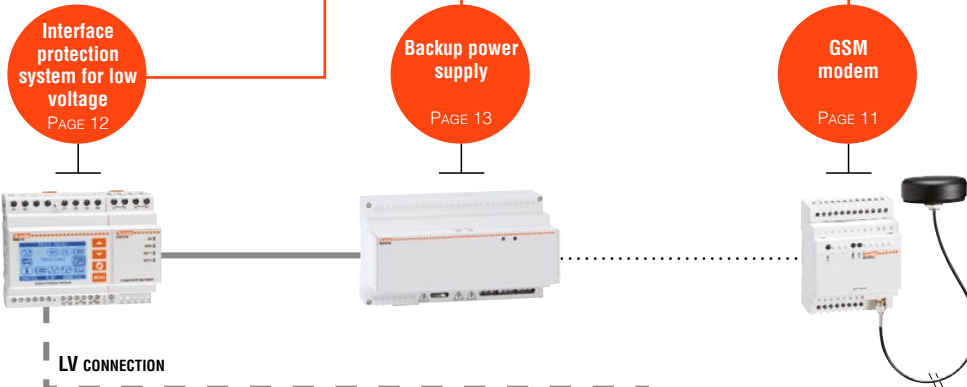 Interface
protection
system for low
voltage
PAGE 12
Backup power
supply
PAGE 13
GSM
modem
PAGE 11
LV CONNECTION